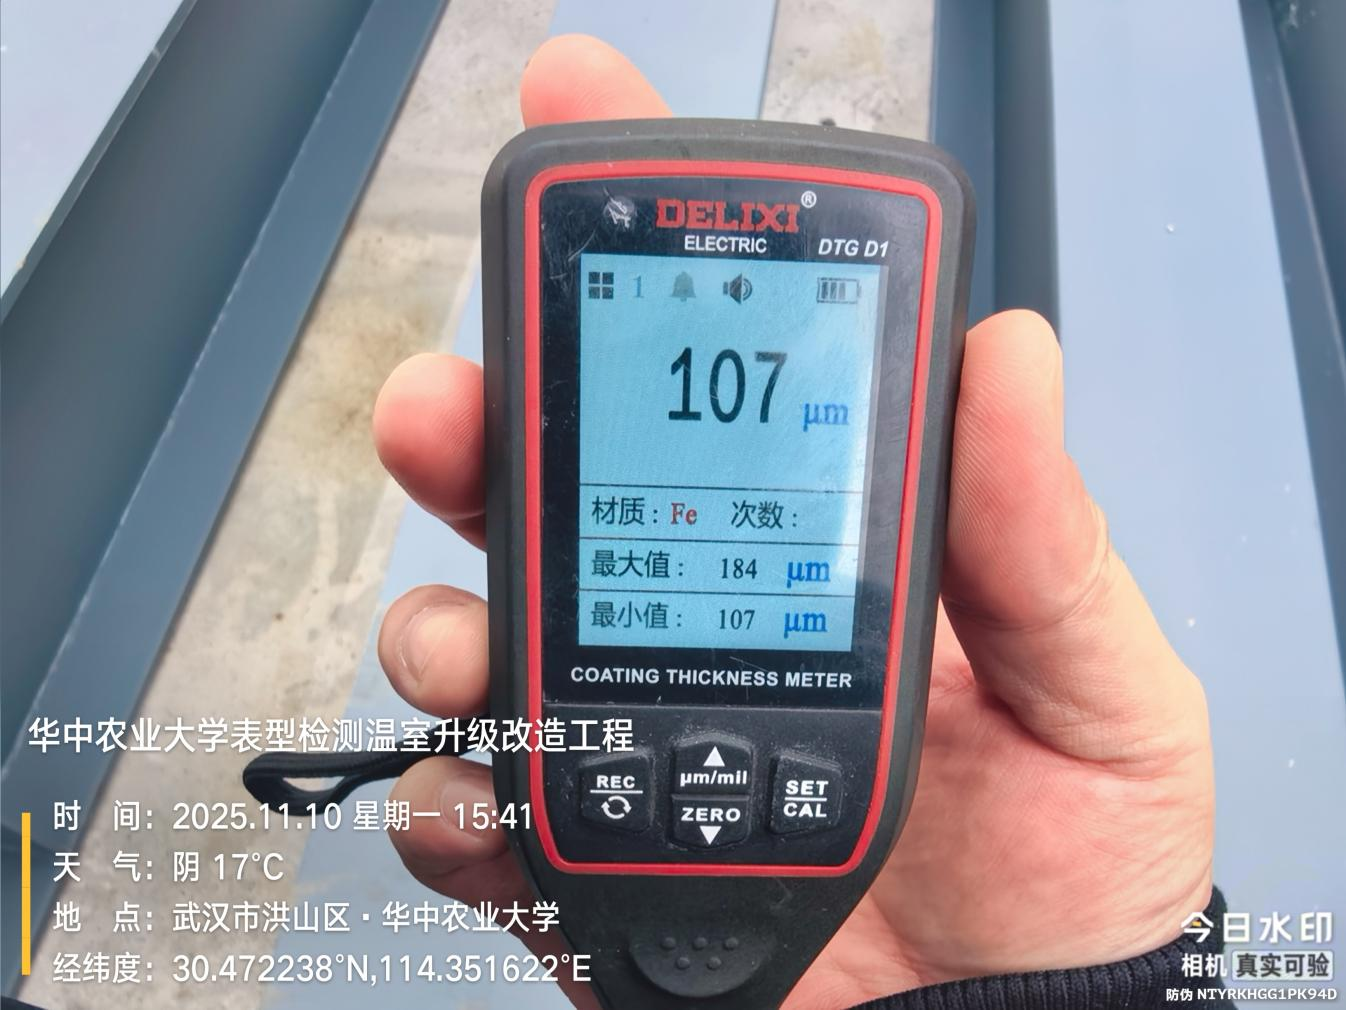 DELIXI®
ELECTRIC
DTG D1
1
107 μm
材质：Fe 次数：
最大值： 184 μm
最小值： 107 μm
COATING THICKNESS METER
REC
μm/mil
ZERO
SET
CAL
华中农业大学表型检测温室升级改造工程
时 间：2025.11.10 星期一 15:41
天 气：阴 17°C
地 点：武汉市洪山区·华中农业大学
经纬度：30.472238°N,114.351622°E
今日水印
相机 真实可验
防伪 NTYRKHGG1PK94D